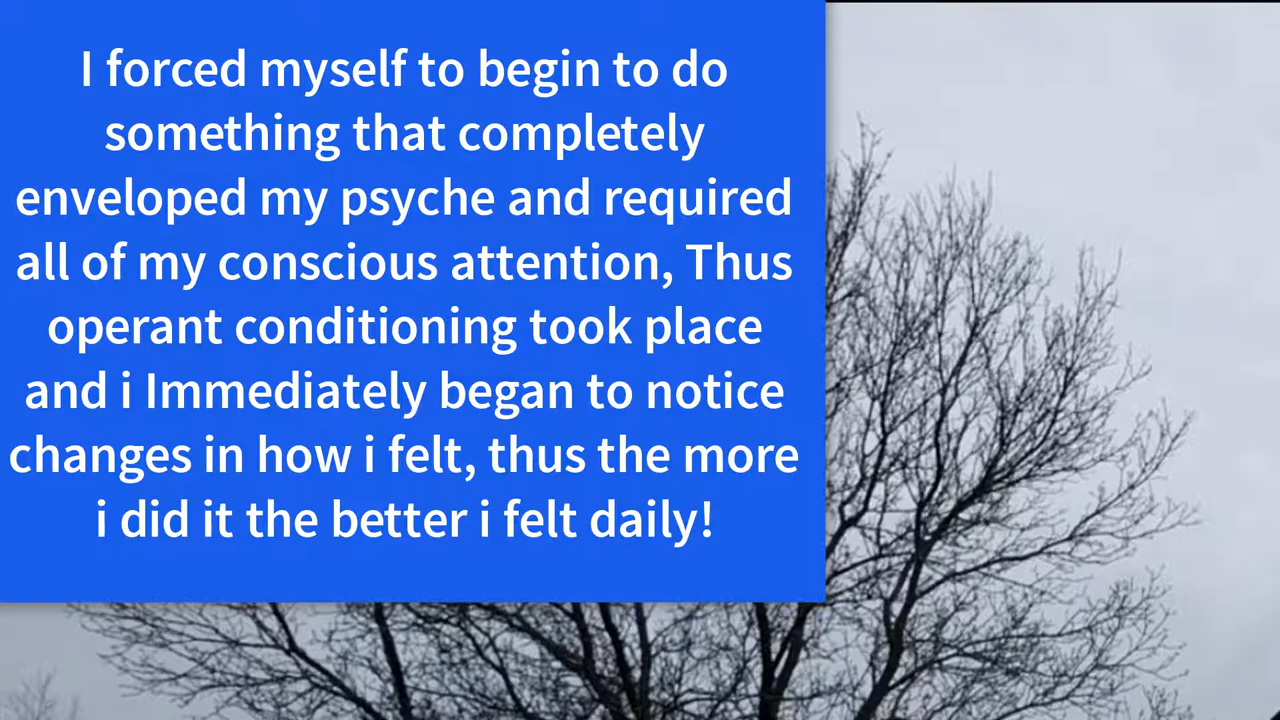 I forced myself to begin to do
something that completely
enveloped my psyche and required
all of my conscious attention, Thus
operant conditioning took place
and i Immediately began to notice
changes in how i felt, thus the more
i did it the better i felt daily!